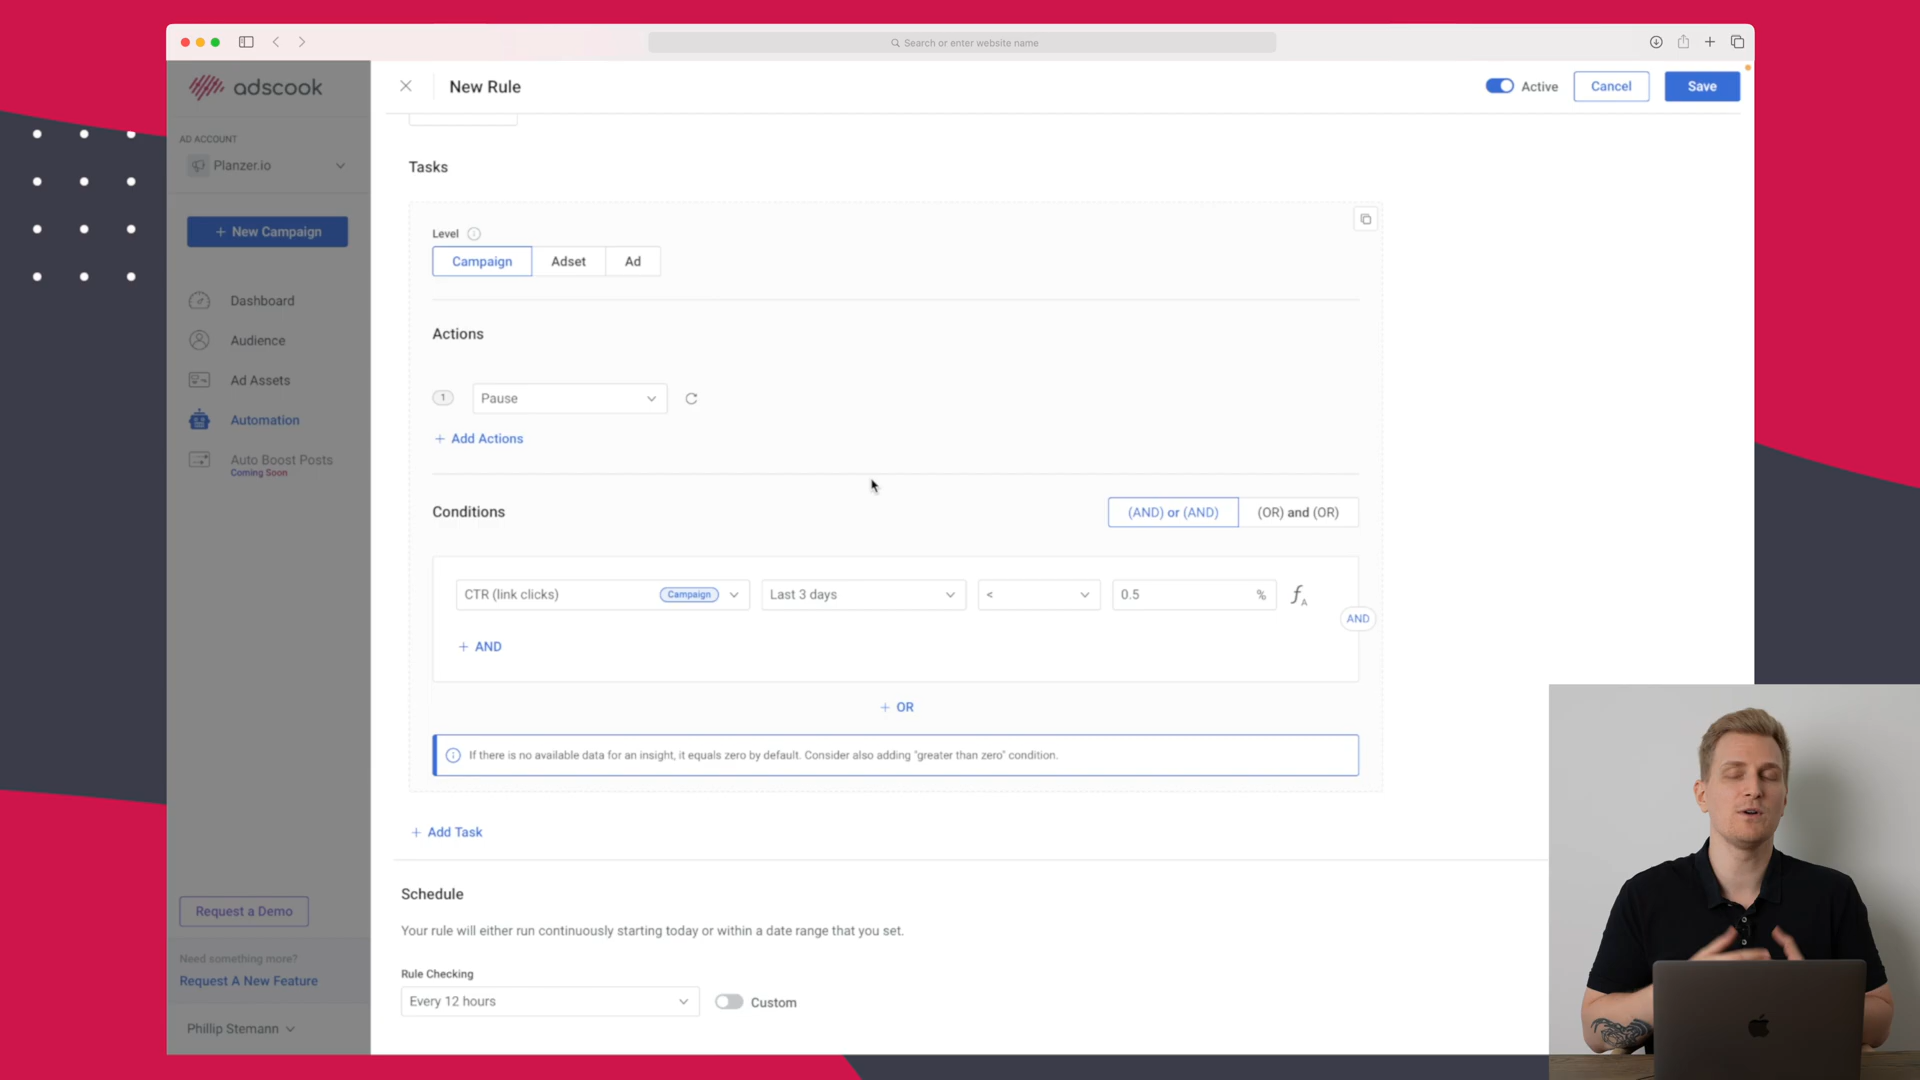 Search or enter website name
adscook
New Rule
Active
Cancel
Save
AD ACCOUNT
Planzer.io
+ New Campaign
Dashboard
Audience
Ad Assets
Automation
Auto Boost Posts
Coming Soon
Request a Demo
Need something more?
Request A New Feature
Phillip Stemann
Tasks
Level
Campaign
Adset
Ad
Actions
1
Pause
+ Add Actions
Conditions
(AND) or (AND)
(OR) and (OR)
CTR (link clicks)
Campaign
Last 3 days
<
0.5
%
fA
AND
+ AND
+ OR
If there is no available data for an insight, it equals zero by default. Consider also adding "greater than zero" condition.
+ Add Task
Schedule
Your rule will either run continuously starting today or within a date range that you set.
Rule Checking
Every 12 hours
Custom